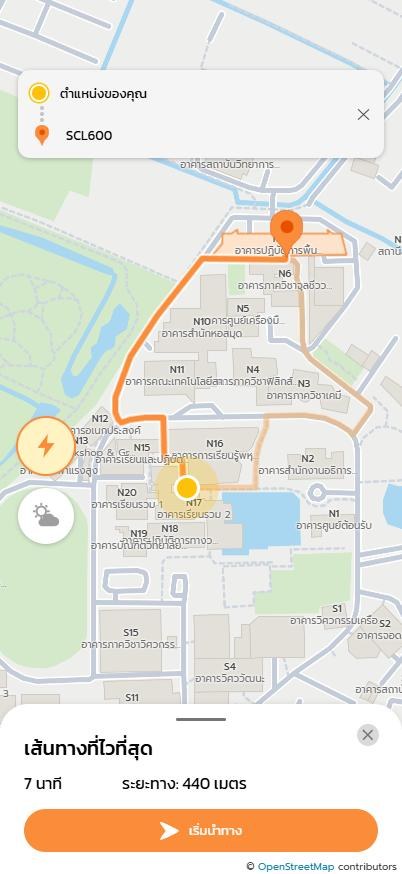 ตำแหน่งของคุณ
SCL600
อาคารสถาบันวิทยาการ...
อาคารปฏิบัติการพื้น...
N6
อาคารภาควิชาจุลชีวว...
N5
N10
อาคารสำนักหอสมุด
N11
อาคารคณะเทคโนโลยีส
N4
อาคารภาควิชาฟิสิกส์...
N3
อาคารภาควิชาเคมี
N12
อาคารอเนกประสงค์
N13
N15
N16
อาคารการเรียนรู้พหุ...
N2
อาคารสำนักงานอธิการ...
N20
อาคารเรียนรวม 1
N17
อาคารเรียนรวม 2
N1
อาคารศูนย์ต้อนรับ
N18
N19
S1
อาคารวิศวกรรมเครือ
S2
อาคารจอด
S15
อาคารภาควิชาวิศวกรร...
S4
อาคารวิศววัฒนะ
S11
3
เส้นทางที่ไวที่สุด
7 นาที ระยะทาง: 440 เมตร
เริ่มนำทาง
© OpenStreetMap contributors